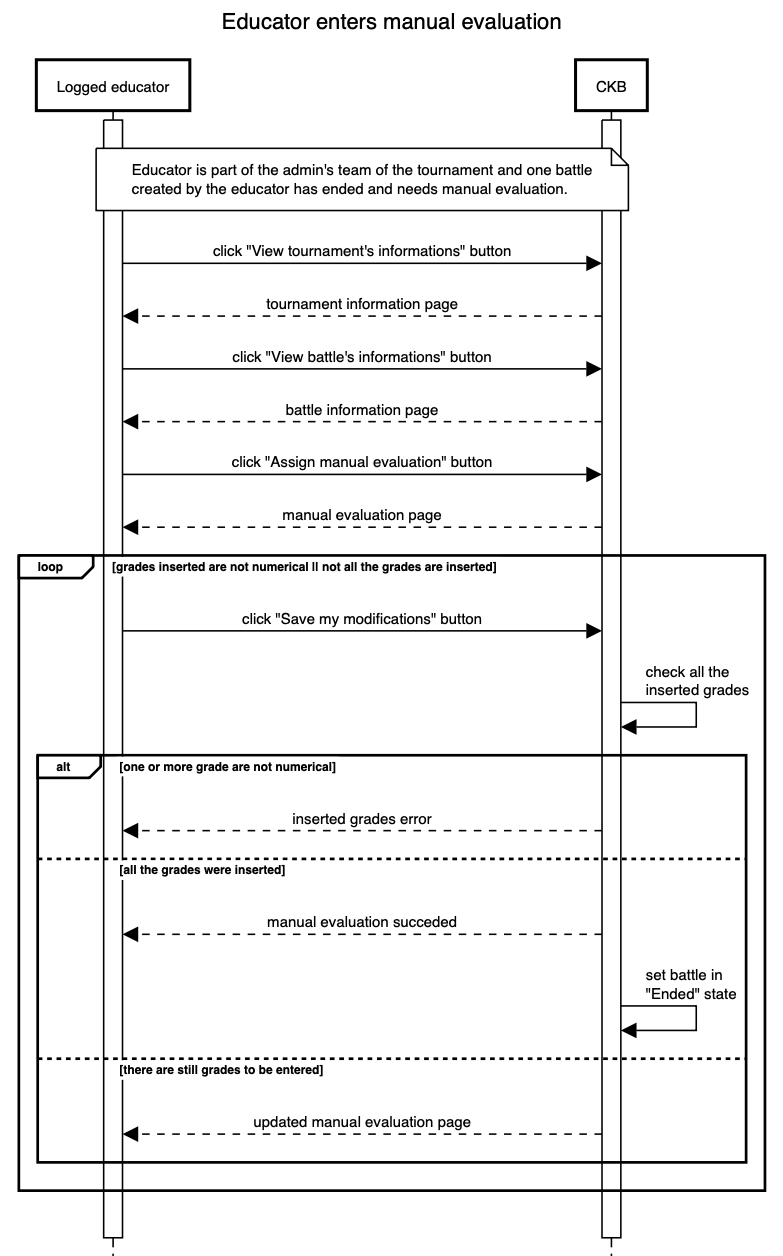 Educator enters manual evaluation
Logged educator
CKB
Educator is part of the admin's team of the tournament and one battle
created by the educator has ended and needs manual evaluation.
click "View tournament's informations" button
tournament information page
click "View battle's informations" button
battle information page
click "Assign manual evaluation" button
manual evaluation page
loop
[grades inserted are not numerical || not all the grades are inserted]
click "Save my modifications" button
check all the
inserted grades
alt
[one or more grade are not numerical]
inserted grades error
[all the grades were inserted]
manual evaluation succeded
set battle in
"Ended" state
[there are still grades to be entered]
updated manual evaluation page